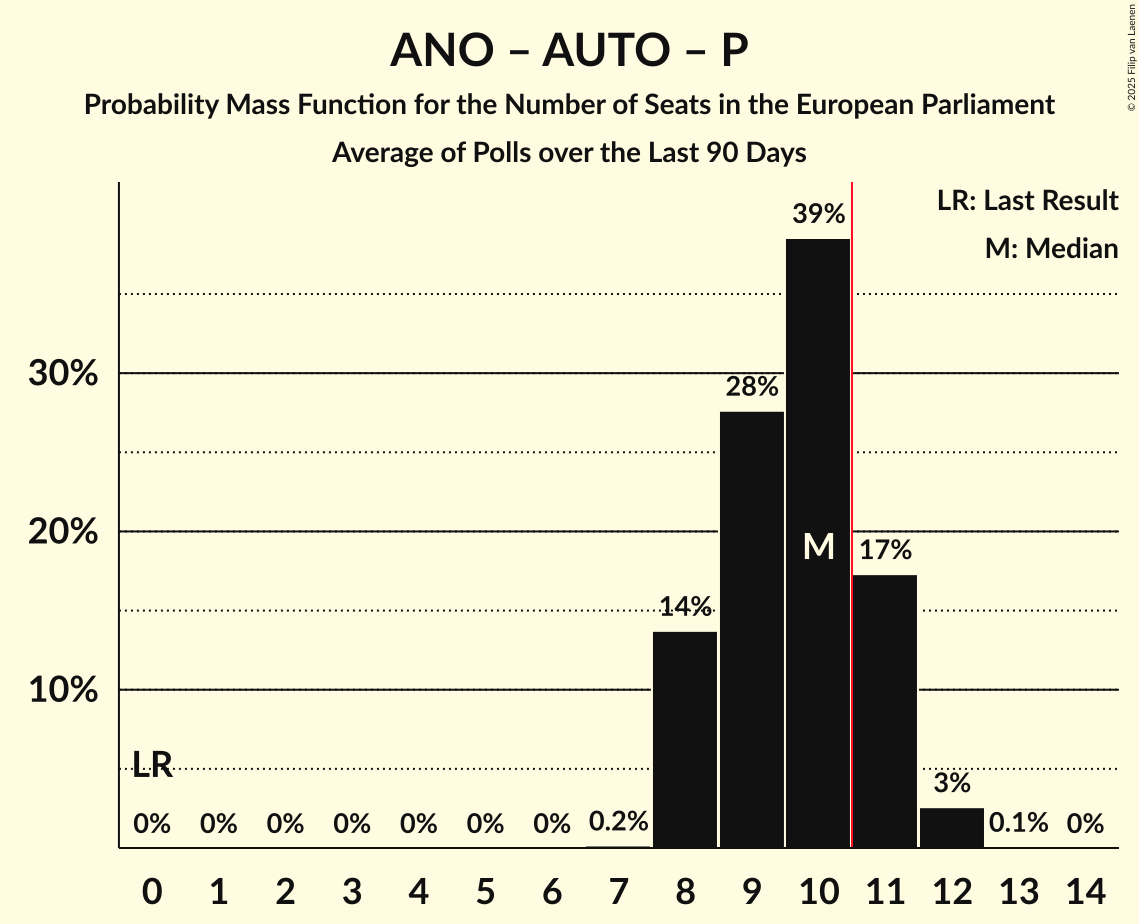 ANO – AUTO – P
Probability Mass Function for the Number of Seats in the European Parliament
Average of Polls over the Last 90 Days
© 2025 Filip van Laenen
LR: Last Result
M: Median
39%
30%
28%
20%
M
17%
14%
10%
LR
3%
0% 0% 0% 0% 0% 0% 0% 0.2% 0.1% 0%
0 1 2 3 4 5 6 7 8 9 10 11 12 13 14